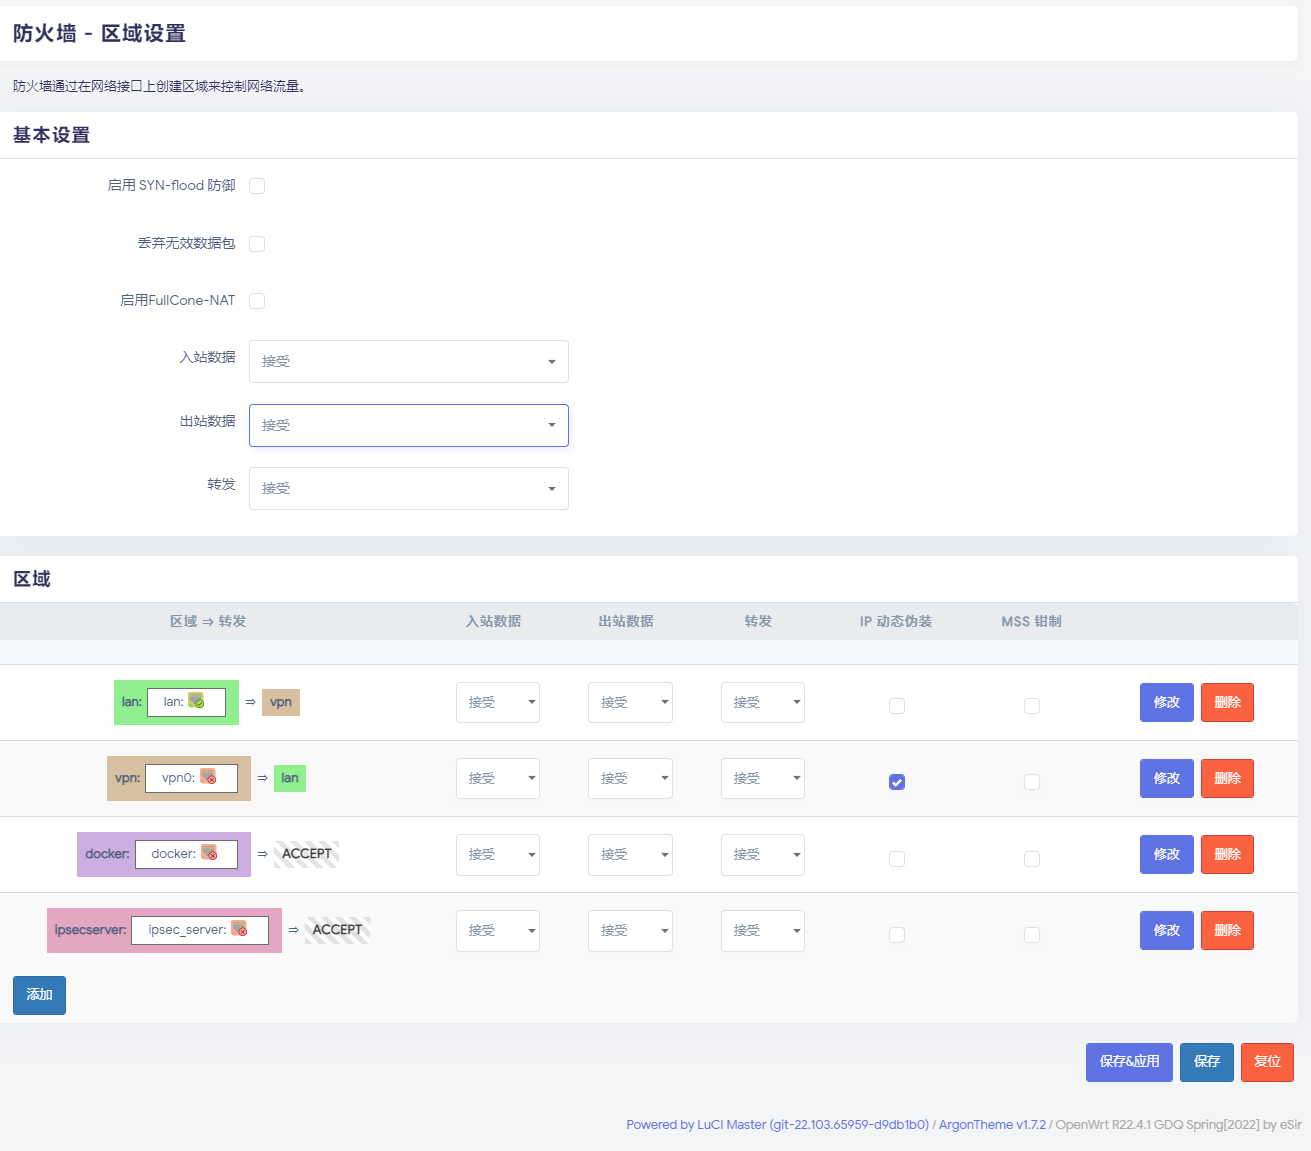 防火墙 - 区域设置
防火墙通过在网络接口上创建区域来控制网络流量。
基本设置
启用 SYN-flood 防御
丢弃无效数据包
启用FullCone-NAT
入站数据 接受
出站数据 接受
转发 接受
区域
区域 ⇒ 转发 入站数据 出站数据 转发 IP 动态伪装 MSS 钳制
lan: lan: ⇒ vpn 接受 接受 接受 修改 删除
vpn: vpn0: ⇒ lan 接受 接受 接受 修改 删除
docker: docker: ⇒ ACCEPT 接受 接受 接受 修改 删除
ipsecserver: ipsec_server: ⇒ ACCEPT 接受 接受 接受 修改 删除
添加
保存&应用 保存 复位
Powered by LuCI Master (git-22.103.65959-d9db1b0) / ArgonTheme v1.7.2 / OpenWrt R22.4.1 GDQ Spring[2022] by eSir